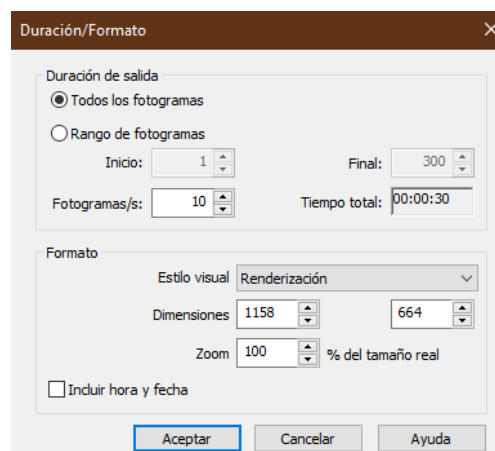 Duración/Formato
Duración de salida
Todos los fotogramas
Rango de fotogramas
Inicio: 1 Final: 300
Fotogramas/s: 10 Tiempo total: 00:00:30
Formato
Estilo visual Renderización
Dimensiones 1158 664
Zoom 100 % del tamaño real
Incluir hora y fecha
Aceptar Cancelar Ayuda